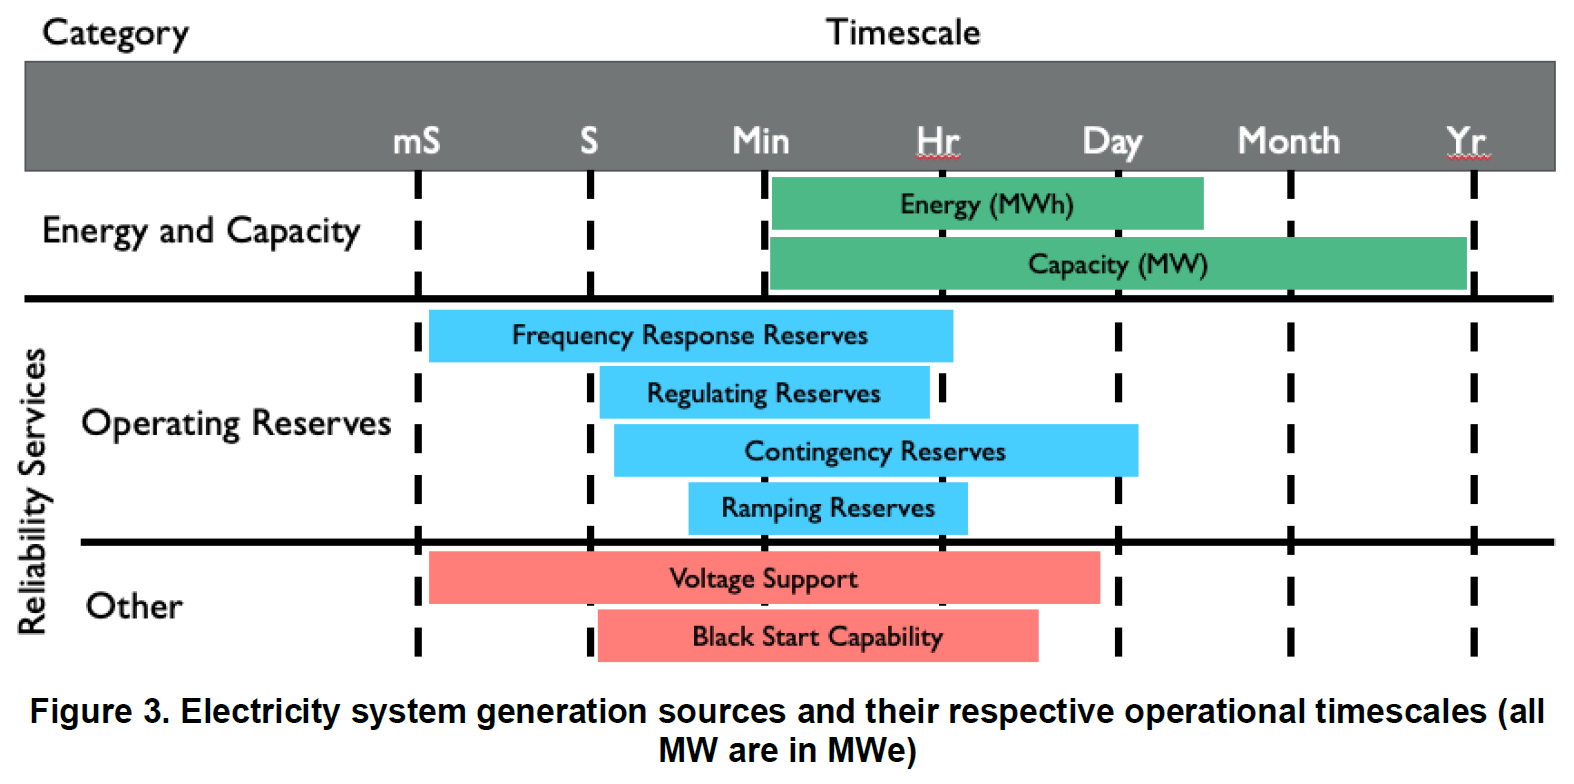 Category
Timescale
mS S Min Hr Day Month Yr
Energy and Capacity
Energy (MWh)
Capacity (MW)
Reliability Services
Operating Reserves
Frequency Response Reserves
Regulating Reserves
Contingency Reserves
Ramping Reserves
Other
Voltage Support
Black Start Capability
Figure 3. Electricity system generation sources and their respective operational timescales (all
MW are in MWe)